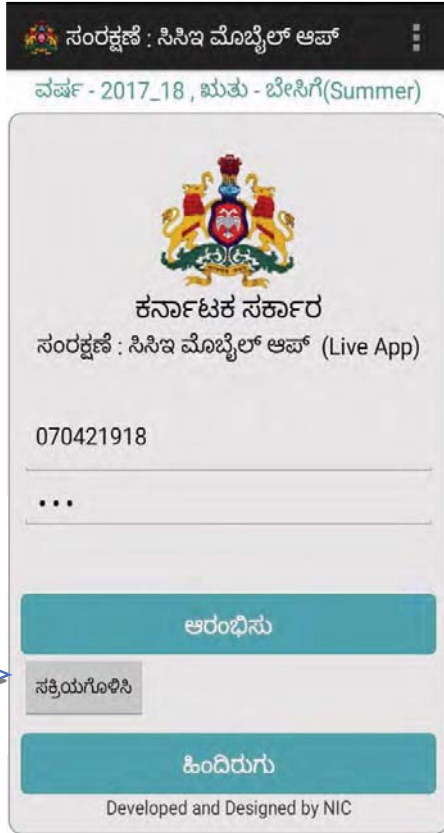 ಸಂರಕ್ಷಣೆ : ಸಿಸಿಇ ಮೊಬೈಲ್ ಆಪ್
ವರ್ಷ - 2017_18 , ಋತು - ಬೇಸಿಗೆ(Summer)
ಕರ್ನಾಟಕ ಸರ್ಕಾರ
ಸಂರಕ್ಷಣೆ : ಸಿಸಿಇ ಮೊಬೈಲ್ ಆಪ್ (Live App)
070421918
•••
ಆರಂಭಿಸು
ಸಕ್ರಿಯಗೊಳಿಸಿ
ಹಿಂದಿರುಗು
Developed and Designed by NIC